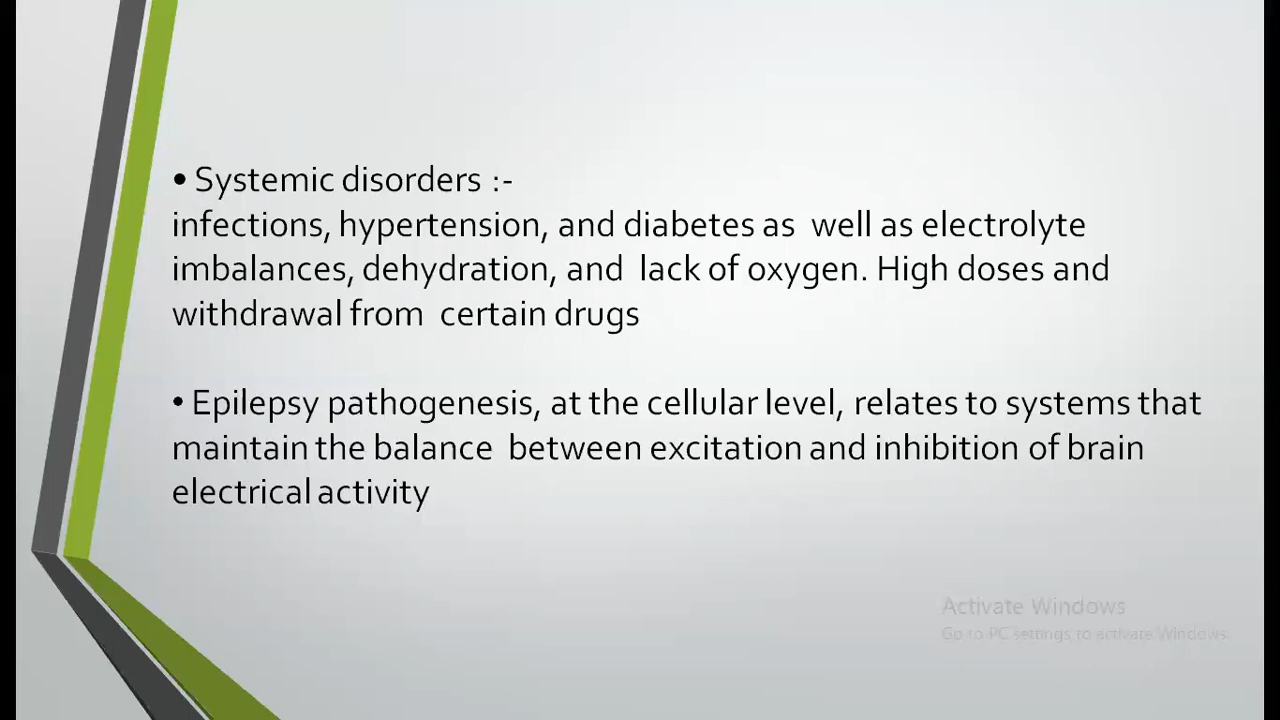 • Systemic disorders :-
infections, hypertension, and diabetes as well as electrolyte
imbalances, dehydration, and lack of oxygen. High doses and
withdrawal from certain drugs
• Epilepsy pathogenesis, at the cellular level, relates to systems that
maintain the balance between excitation and inhibition of brain
electrical activity
Activate Windows
Go to PC settings to activate Windows.